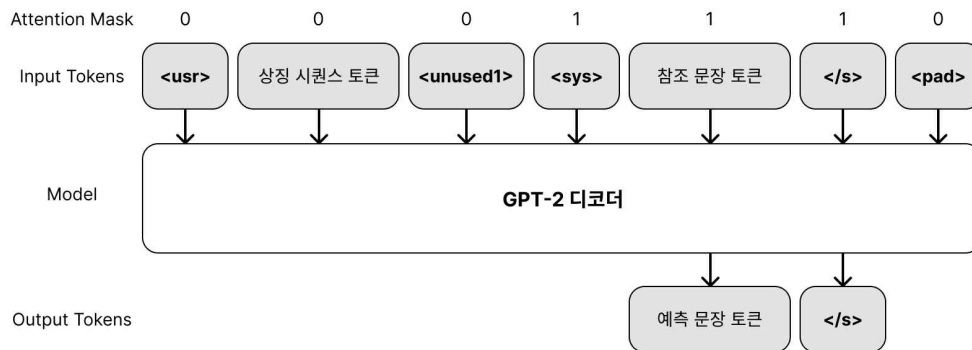 Attention Mask 0 0 0 1 1 1 0
Input Tokens <usr> 상징 시퀀스 토큰 <unused1> <sys> 참조 문장 토큰 </s> <pad>
Model GPT-2 디코더
Output Tokens 예측 문장 토큰 </s>